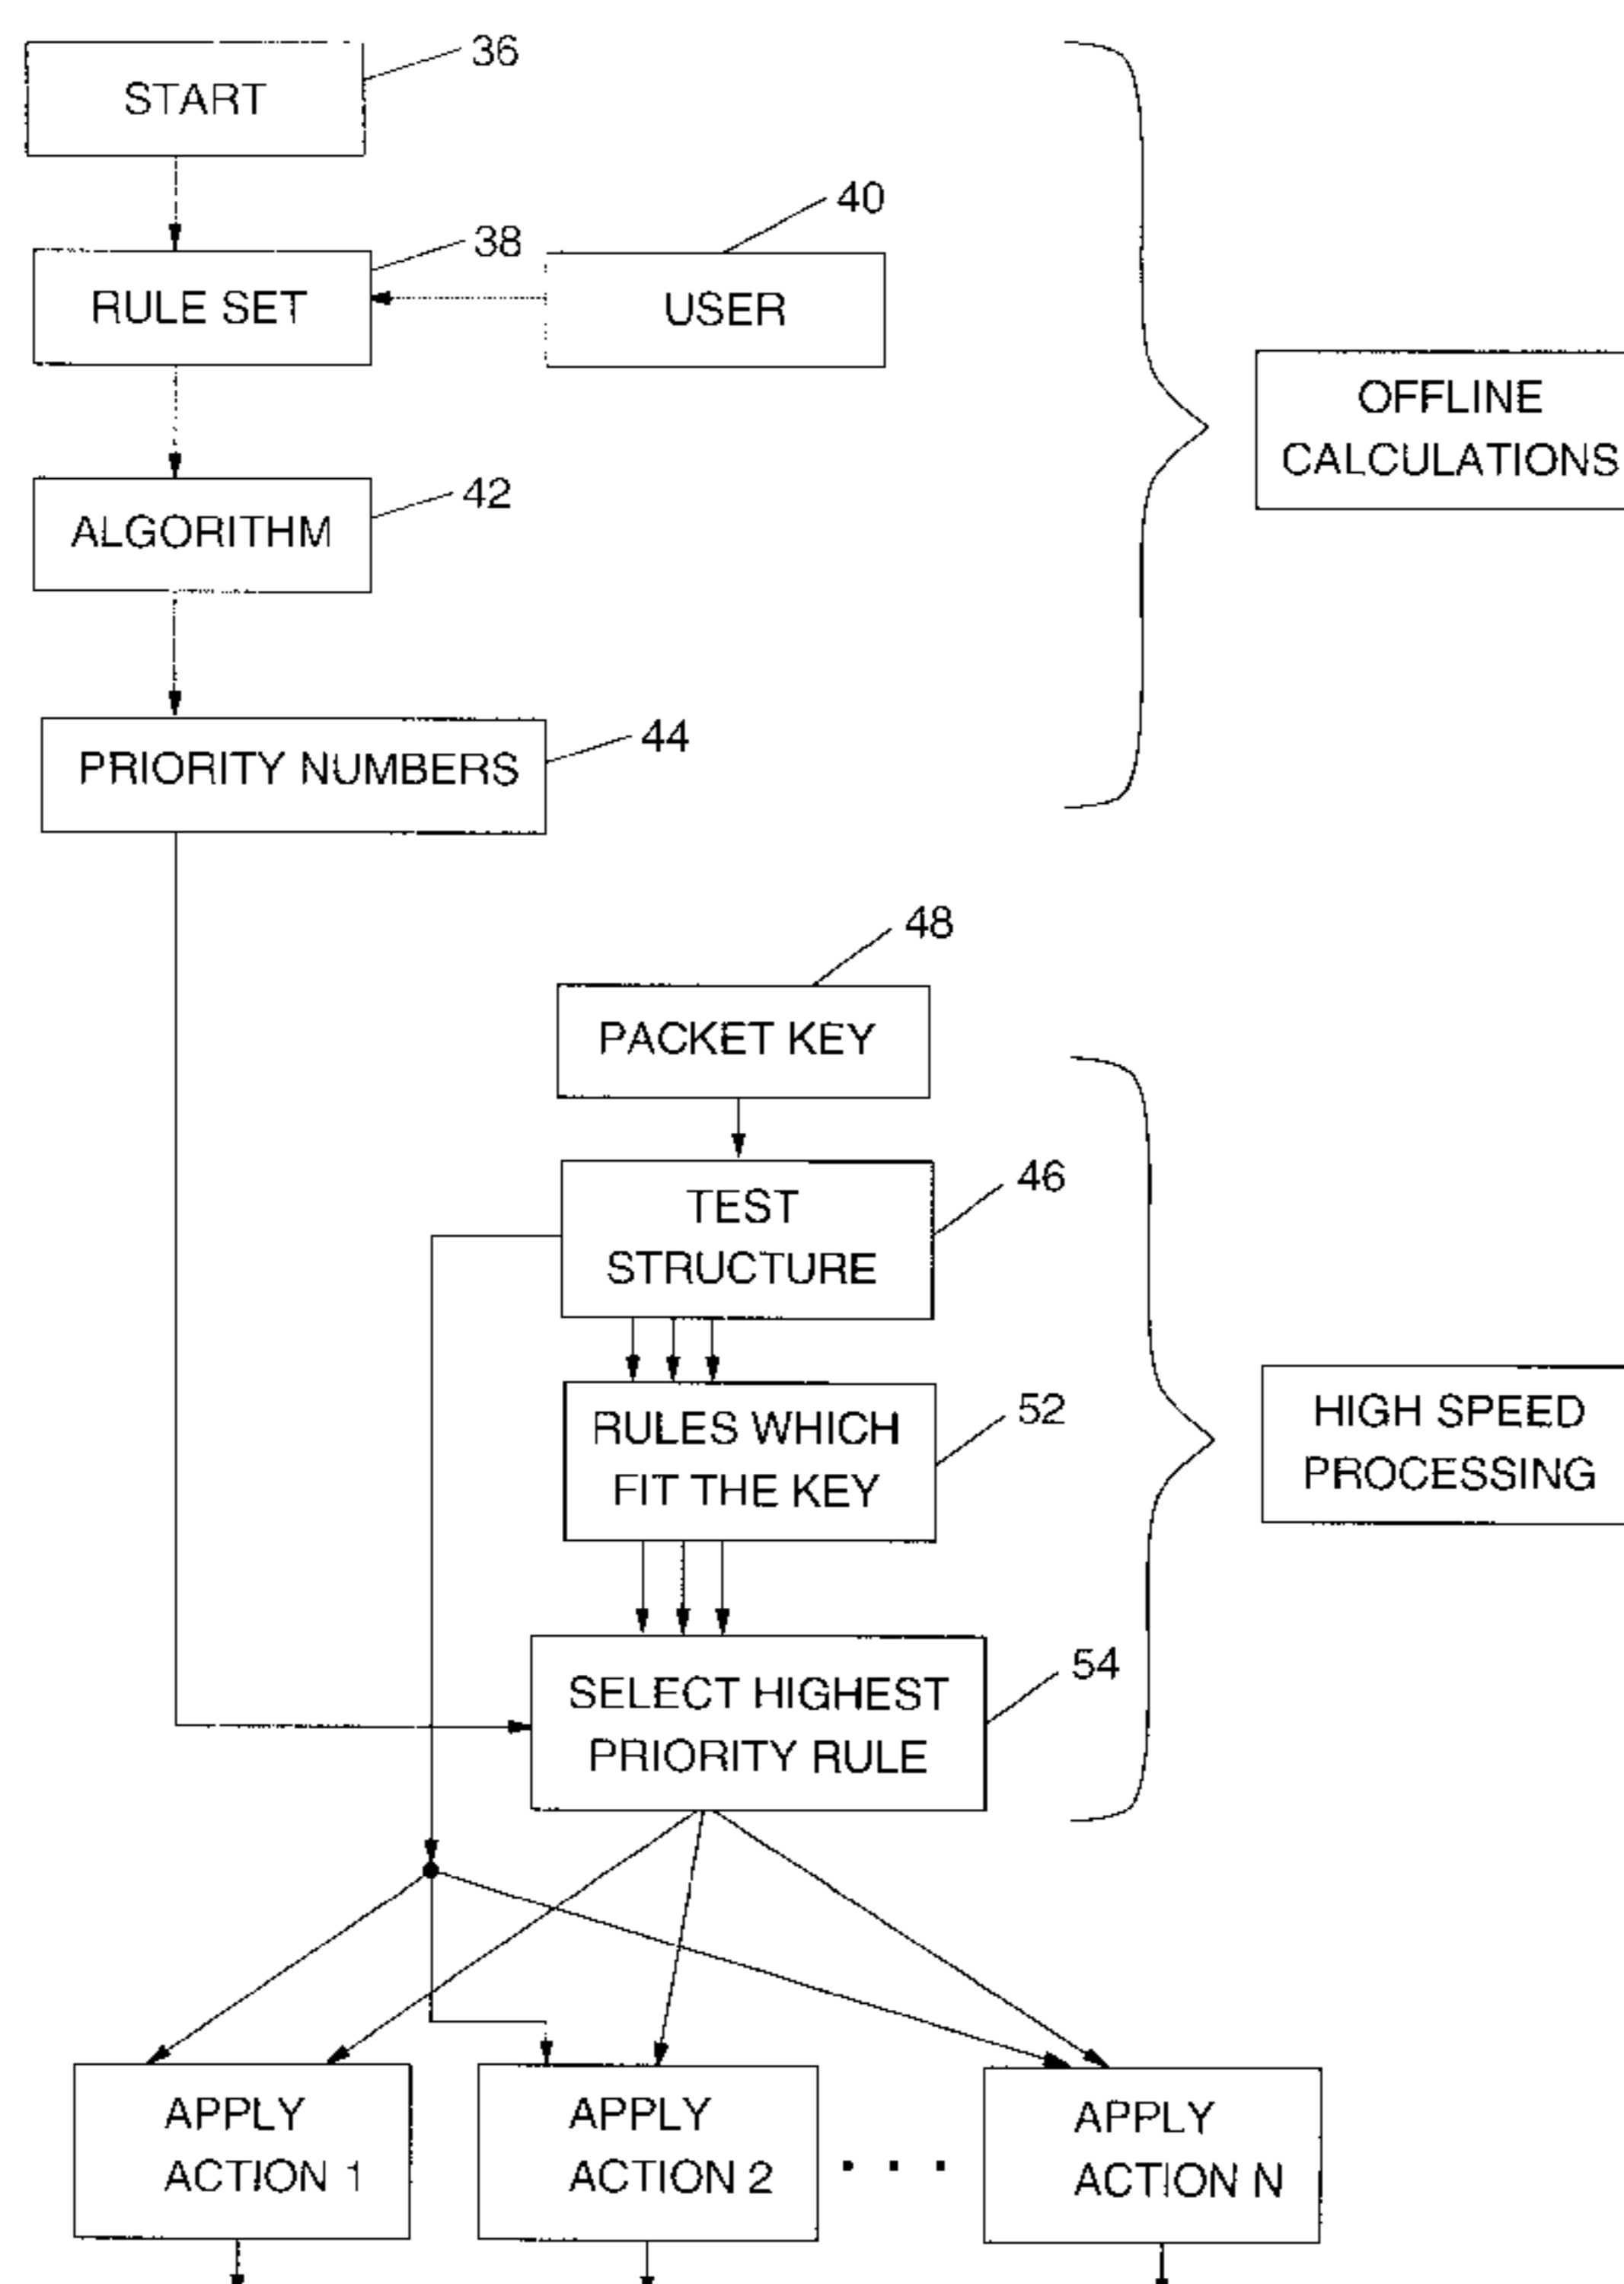 36
START
40
38
RULE SET
USER
OFFLINE
CALCULATIONS
42
ALGORITHM
44
PRIORITY NUMBERS
48
PACKET KEY
46
TEST
STRUCTURE
52
RULES WHICH
FIT THE KEY
HIGH SPEED
PROCESSING
54
SELECT HIGHEST
PRIORITY RULE
APPLY
ACTION 1
APPLY
ACTION 2
. . .
APPLY
ACTION N